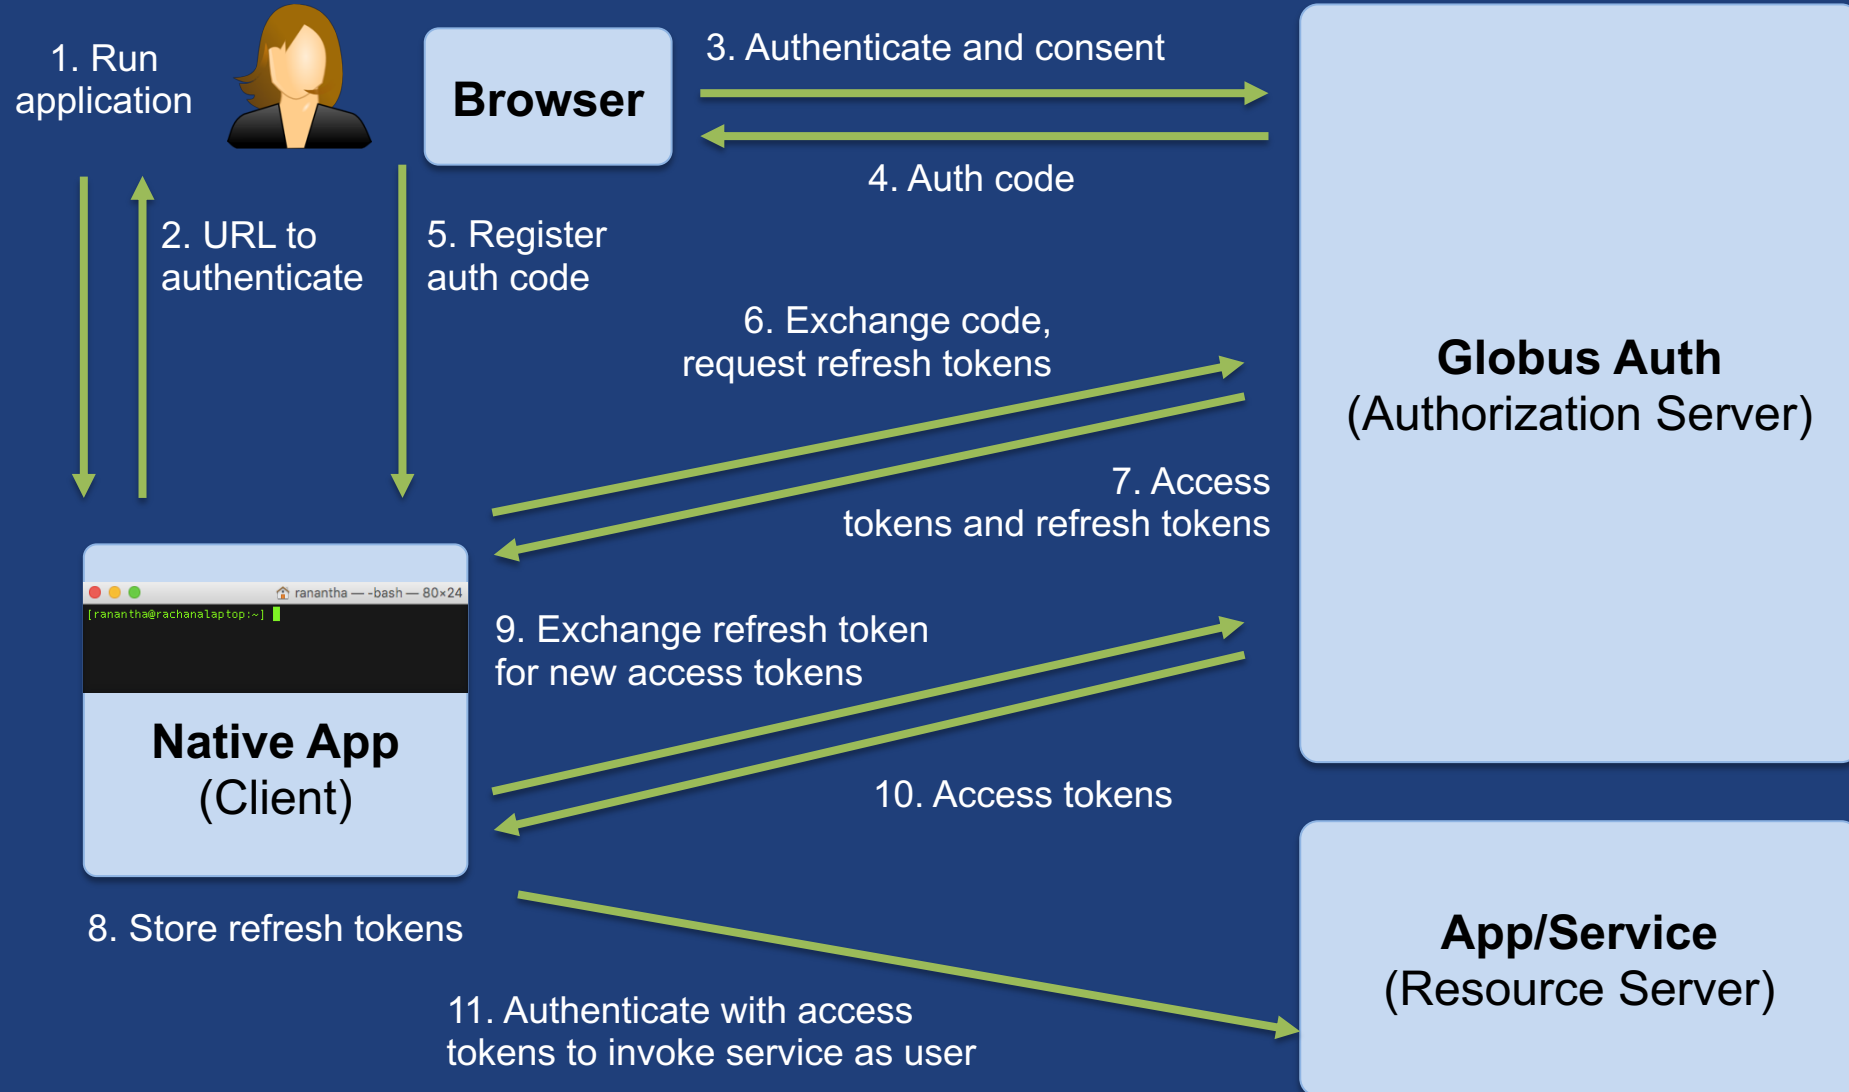 1. Run
application
Browser
3. Authenticate and consent
4. Auth code
2. URL to
authenticate
5. Register
auth code
6. Exchange code,
request refresh tokens
Globus Auth
(Authorization Server)
7. Access
tokens and refresh tokens
ranantha — -bash — 80×24
[ranantha@rachanalaptop:~]
9. Exchange refresh token
for new access tokens
Native App
(Client)
10. Access tokens
8. Store refresh tokens
App/Service
(Resource Server)
11. Authenticate with access
tokens to invoke service as user